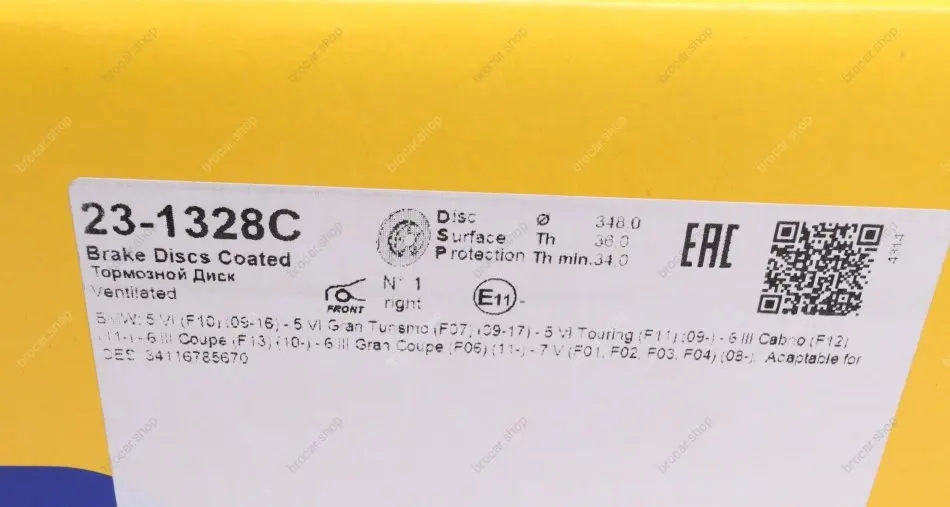 23-1328C
Brake Discs Coated
Тормозной Диск
Ventilated
Disc Ø 348.0
Surface Th 36.0
Protection Th min.34.0
N° 1
right
FRONT
E11-
EAC
4314
BMW: 5 VI (F10) (09-16) - 5 VI Gran Turismo (F07) (09-17) - 5 VI Touring (F11) (09-) - 6 III Cabrio (F12)
(11-) - 6 III Coupe (F13) (10-) - 6 III Gran Coupe (F06) (11-) - 7 V (F01, F02, F03, F04) (08-). Adaptable for
OES: 34116785670
brocar.shop